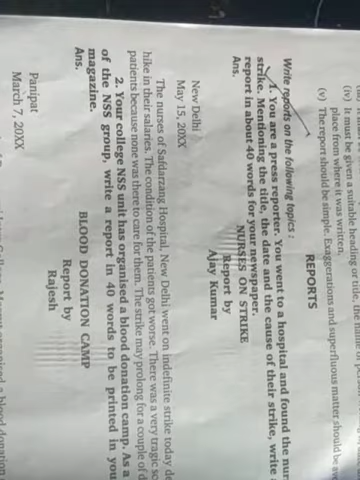 (iv) It must be given a suitable heading or title, the
place from where it was written.
(v) The report should be simple. Exaggerations and superfluous matter should be
REPORTS
Write reports on the following topics :
1. You are a press reporter. You went to a hospital and found the
strike. Mentioning the title, the date and the cause of their strike, write
report in about 40 words for your newspaper.
Ans.
NURSES ON STRIKE
Report by
Ajay Kumar
New Delhi
May 15, 20XX
The nurses of Safdarzang Hospital, New Delhi went on indefinite strike today
hike in their salaries. The condition of the patients got worse. There was a very tragic
patients because none was there to care for them. The strike may prolong for a couple of
2. Your college NSS unit has organised a blood donation camp. As a
of the NSS group, write a report in 40 words to be printed in
magazine.
Ans.
BLOOD DONATION CAMP
Report by
Rajesh
Panipat
March 7, 20XX